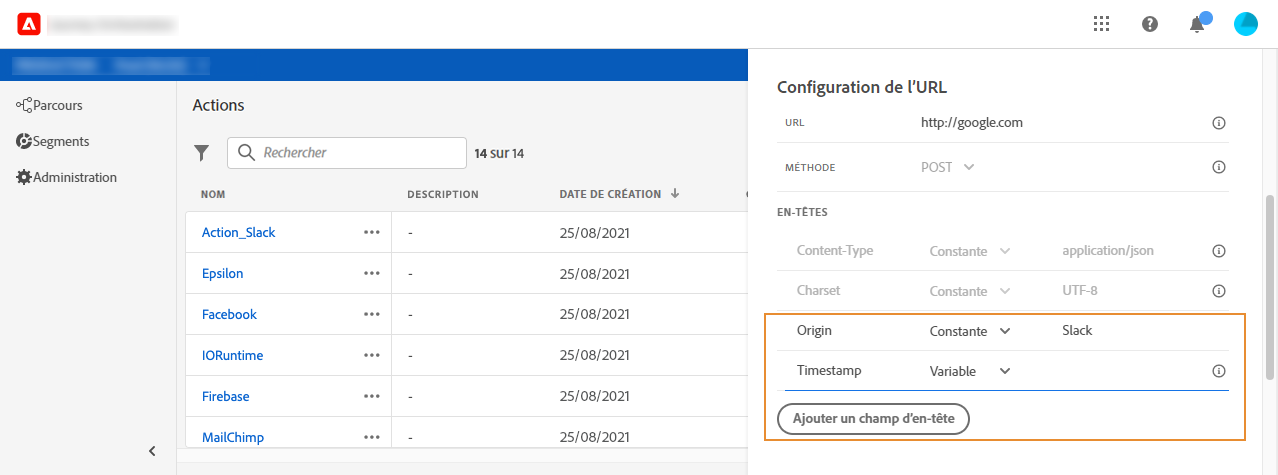 Parcours
Segments
Administration
Actions
Rechercher
14 sur 14
NOM DESCRIPTION DATE DE CRÉATION
Action_Slack - 25/08/2021
Epsilon - 25/08/2021
Facebook - 25/08/2021
IORuntime - 25/08/2021
Firebase - 25/08/2021
MailChimp - 25/08/2021
Configuration de l'URL
URL http://google.com
MÉTHODE POST
EN-TÊTES
Content-Type Constante application/json
Charset Constante UTF-8
Origin Constante Slack
Timestamp Variable
Ajouter un champ d'en-tête